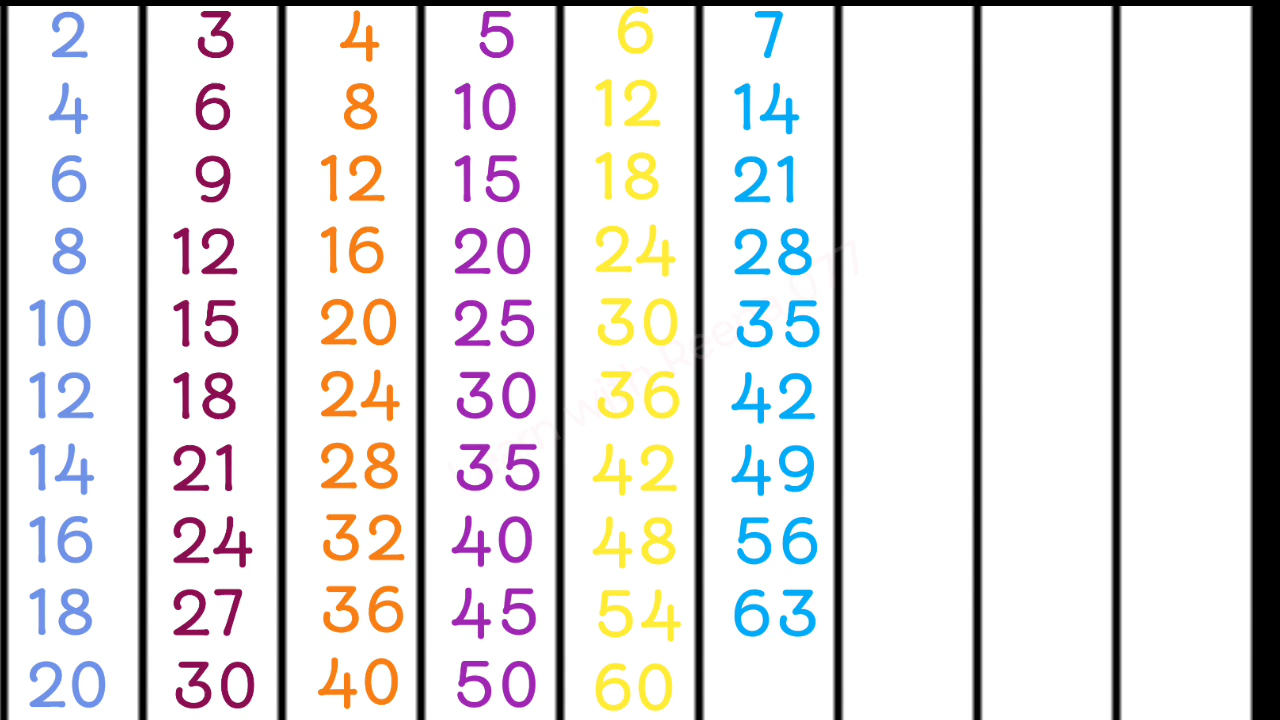 2 3 4 5 6 7
4 6 8 10 12 14
6 9 12 15 18 21
8 12 16 20 24 28
10 15 20 25 30 35
12 18 24 30 36 42
14 21 28 35 42 49
16 24 32 40 48 56
18 27 36 45 54 63
20 30 40 50 60